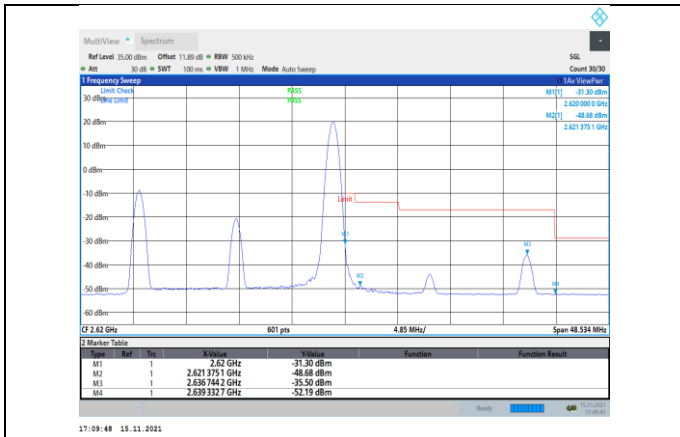 MultiView Spectrum
Ref Level 35.00 dBm Offset 11.89 dB RBW 500 kHz SGL
Att 30 dB SWT 100 ms VBW 1 MHz Mode Auto Sweep Count 30/30
1 Frequency Sweep 1Av ViewPwr
Limit Check PASS M1[1] -31.30 dBm
30 dBm Line Limit PASS 2.620 000 0 GHz
20 dBm M2[1] -48.68 dBm
2.621 375 1 GHz
10 dBm
0 dBm
-10 dBm
Limit
-20 dBm
-30 dBm M1
M3
-40 dBm
M2
-50 dBm M4
-60 dBm
CF 2.62 GHz 601 pts 4.85 MHz/ Span 48.534 MHz
2 Marker Table
Type Ref Trc X-Value Y-Value Function Function Result
M1 1 2.62 GHz -31.30 dBm
M2 1 2.621 375 1 GHz -48.68 dBm
M3 1 2.636 744 2 GHz -35.50 dBm
M4 1 2.639 332 7 GHz -52.19 dBm
Ready 15.11.2021
17:09:47
17:09:48 15.11.2021